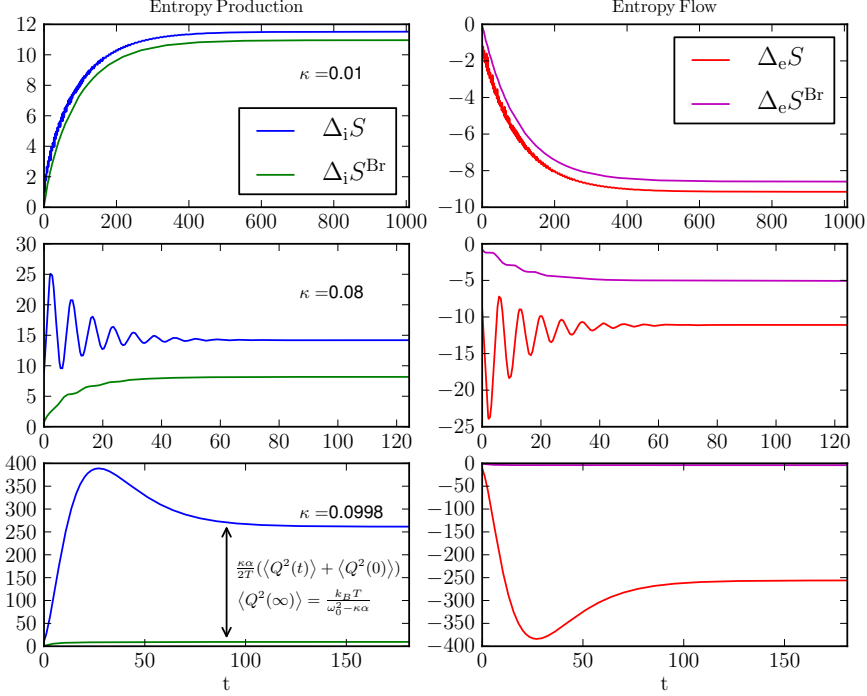 Entropy Production
12
10
8
6
4
2
0
0 200 400 600 800 1000
κ =0.01
Δ_i S
Δ_i S^Br
Entropy Flow
0
−2
−4
−6
−8
−10
0 200 400 600 800 1000
Δ_e S
Δ_e S^Br
30
25
20
15
10
5
0
0 20 40 60 80 100 120
κ =0.08
0
−5
−10
−15
−20
−25
0 20 40 60 80 100 120
400
350
300
250
200
150
100
50
0
0 50 100 150
t
κ =0.0998
κα/2T (⟨Q²(t)⟩ + ⟨Q²(0)⟩)
⟨Q²(∞)⟩ = k_B T/ω₀²−κα
0
−50
−100
−150
−200
−250
−300
−350
−400
0 50 100 150
t